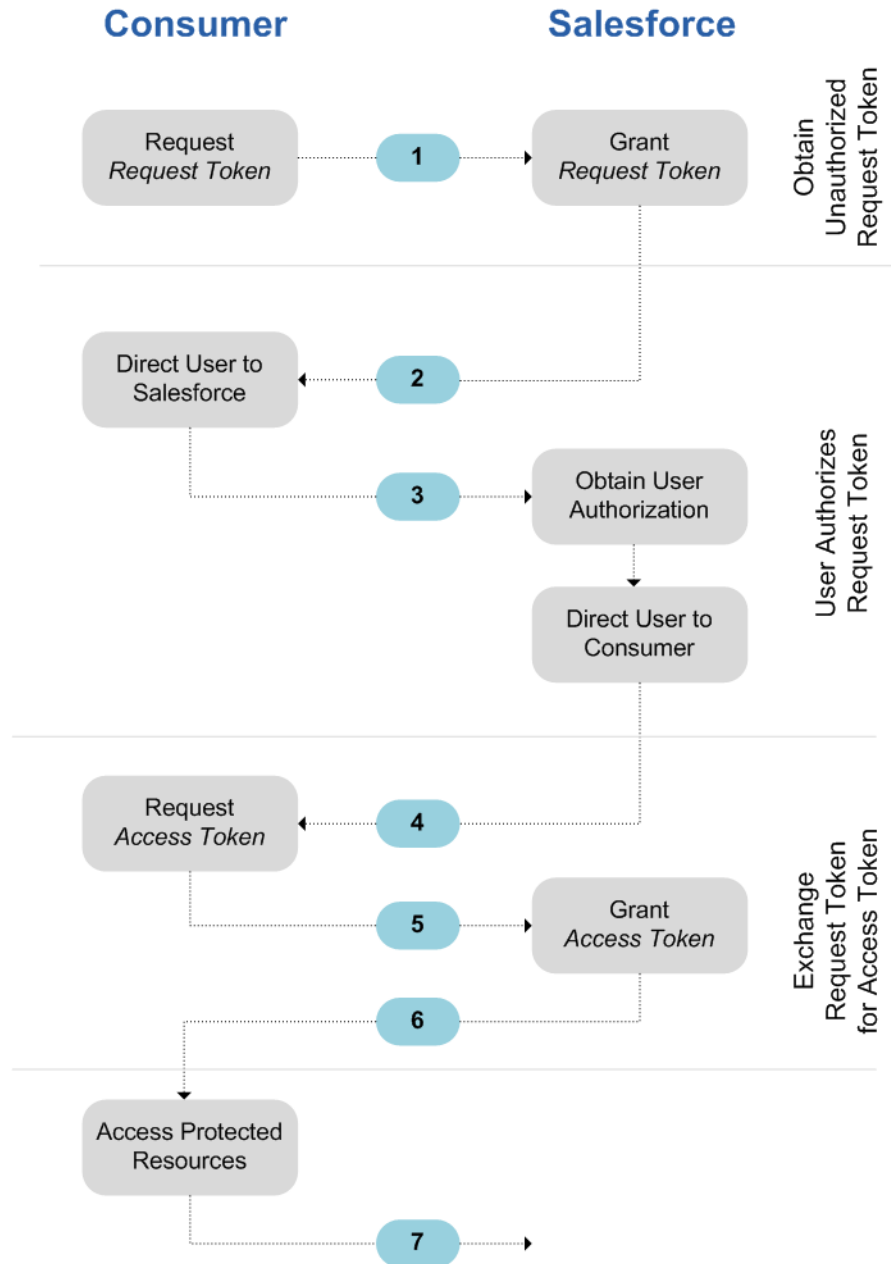 Consumer
Salesforce
Request
Request Token
1
Grant
Request Token
Obtain
Unauthorized
Request Token
Direct User to
Salesforce
2
3
Obtain User
Authorization
Direct User to
Consumer
User Authorizes
Request Token
Request
Access Token
4
5
Grant
Access Token
6
Exchange
Request Token
for Access Token
Access Protected
Resources
7